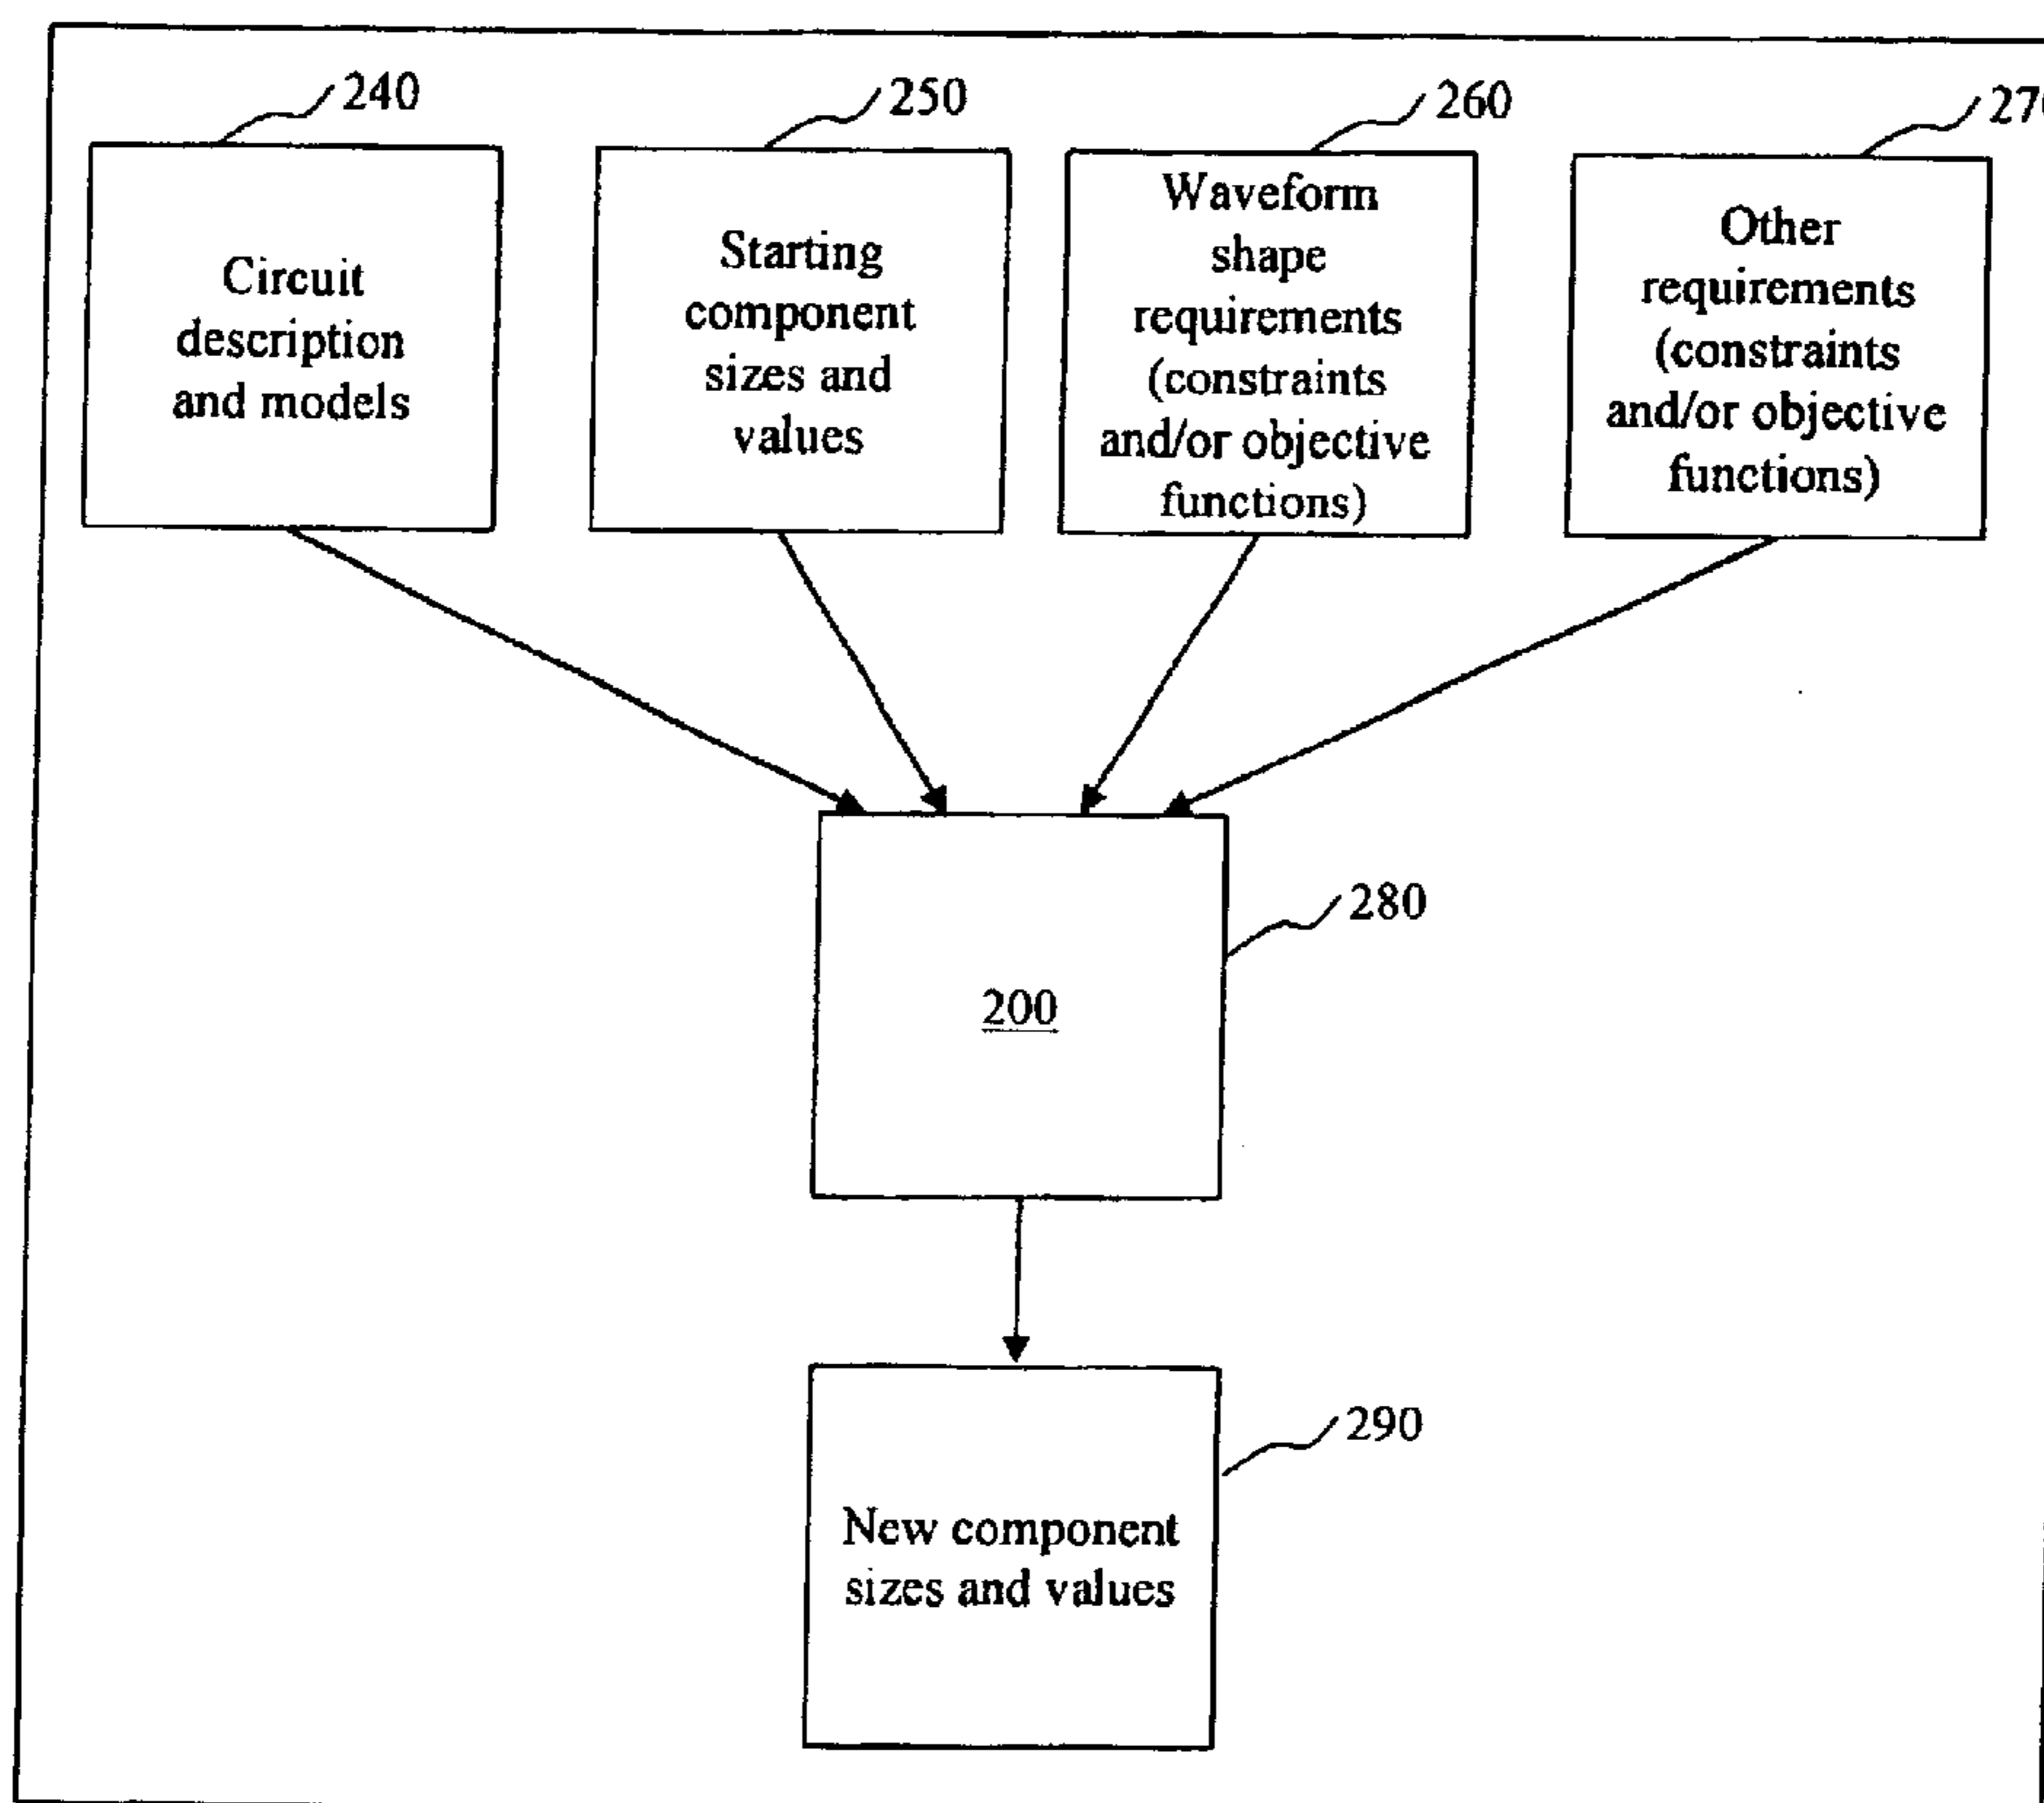 240
250
260
Circuit
description
and models
Starting
component
sizes and
values
Waveform
shape
requirements
(constraints
and/or objective
functions)
Other
requirements
(constraints
and/or objective
functions)
280
200
290
New component
sizes and values